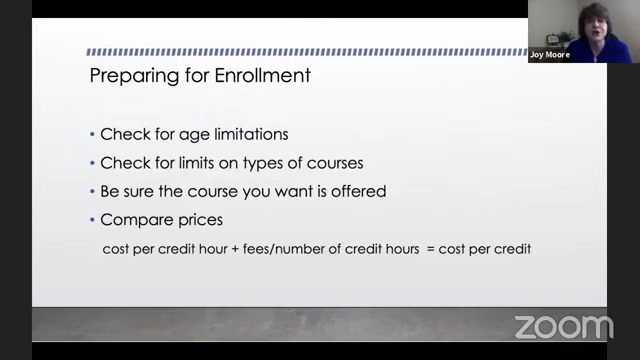 Joy Moore
Preparing for Enrollment
• Check for age limitations
• Check for limits on types of courses
• Be sure the course you want is offered
• Compare prices
cost per credit hour + fees/number of credit hours = cost per credit
zoom